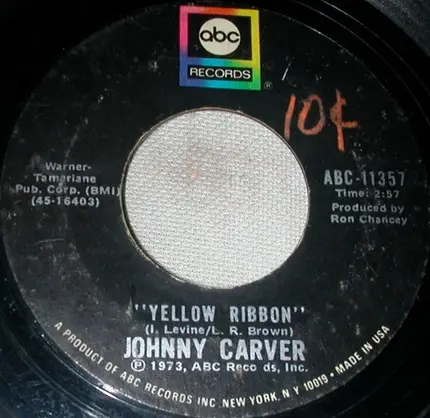 abc
RECORDS
®
10¢
Warner-
Tamerlane
Pub. Corp. (BMI)
(45-16403)
ABC-11357
Time: 2:57
Produced by
Ron Chancey
"YELLOW RIBBON"
(I. Levine/L. R. Brown)
JOHNNY CARVER
Ⓟ 1973, ABC Reco ds, Inc.
A PRODUCT OF ABC RECORDS INC NEW YORK, N.Y. 10019 • MADE IN USA